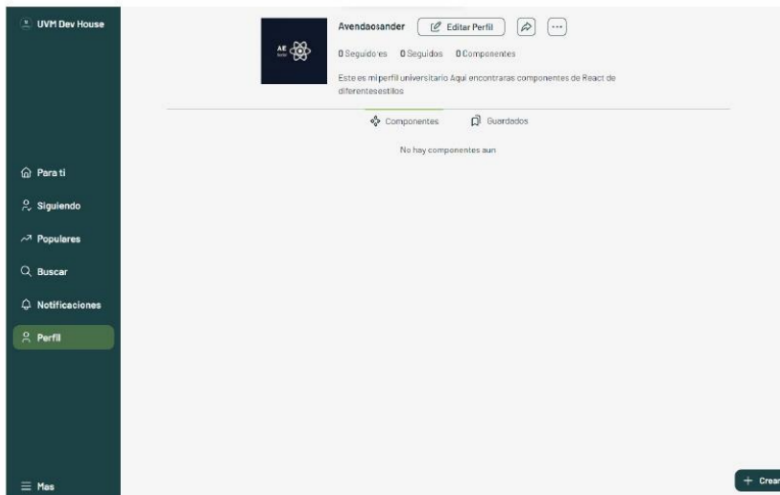 UVM Dev House
Para ti
Siguiendo
Populares
Buscar
Notificaciones
Perfil
Mas
AE
Avendaosander
Editar Perfil
0 Seguidores 0 Seguidos 0 Componentes
Este es mi perfil universitario Aqui encontraras componentes de React de
diferentes estilos
Componentes Guardados
No hay componentes aun
+ Crear